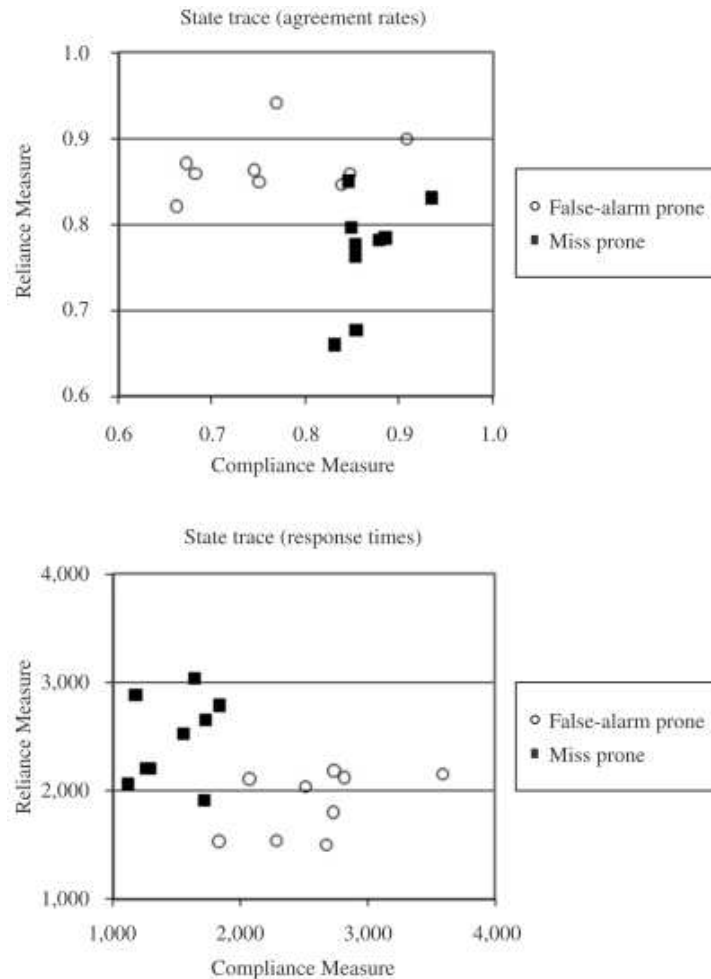 State trace (agreement rates)
1.0
0.9
0.8
0.7
0.6
Reliance Measure
0.6 0.7 0.8 0.9 1.0
Compliance Measure
False-alarm prone
Miss prone
State trace (response times)
4,000
3,000
2,000
1,000
Reliance Measure
1,000 2,000 3,000 4,000
Compliance Measure
False-alarm prone
Miss prone